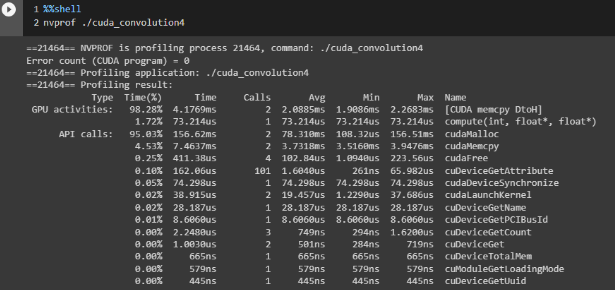 1 %%shell
2 nvprof ./cuda_convolution4
==21464== NVPROF is profiling process 21464, command: ./cuda_convolution4
Error count (CUDA program) = 0
==21464== Profiling application: ./cuda_convolution4
==21464== Profiling result:
Type Time(%) Time Calls Avg Min Max Name
GPU activities: 98.28% 4.1769ms 2 2.0885ms 1.9086ms 2.2683ms [CUDA memcpy DtoH]
1.72% 73.214us 1 73.214us 73.214us 73.214us compute(int, float*, float*)
API calls: 95.03% 156.62ms 2 78.310ms 108.32us 156.51ms cudaMalloc
4.53% 7.4637ms 2 3.7318ms 3.5160ms 3.9476ms cudaMemcpy
0.25% 411.38us 4 102.84us 1.0940us 223.56us cudaFree
0.10% 162.06us 101 1.6040us 261ns 65.982us cuDeviceGetAttribute
0.05% 74.298us 1 74.298us 74.298us 74.298us cudaDeviceSynchronize
0.02% 38.915us 2 19.457us 1.2290us 37.686us cudaLaunchKernel
0.02% 28.187us 1 28.187us 28.187us 28.187us cuDeviceGetName
0.01% 8.6060us 1 8.6060us 8.6060us 8.6060us cuDeviceGetPCIBusId
0.00% 2.2480us 3 749ns 294ns 1.6200us cuDeviceGetCount
0.00% 1.0030us 2 501ns 284ns 719ns cuDeviceGet
0.00% 665ns 1 665ns 665ns 665ns cuDeviceTotalMem
0.00% 579ns 1 579ns 579ns 579ns cuModuleGetLoadingMode
0.00% 445ns 1 445ns 445ns 445ns cuDeviceGetUuid